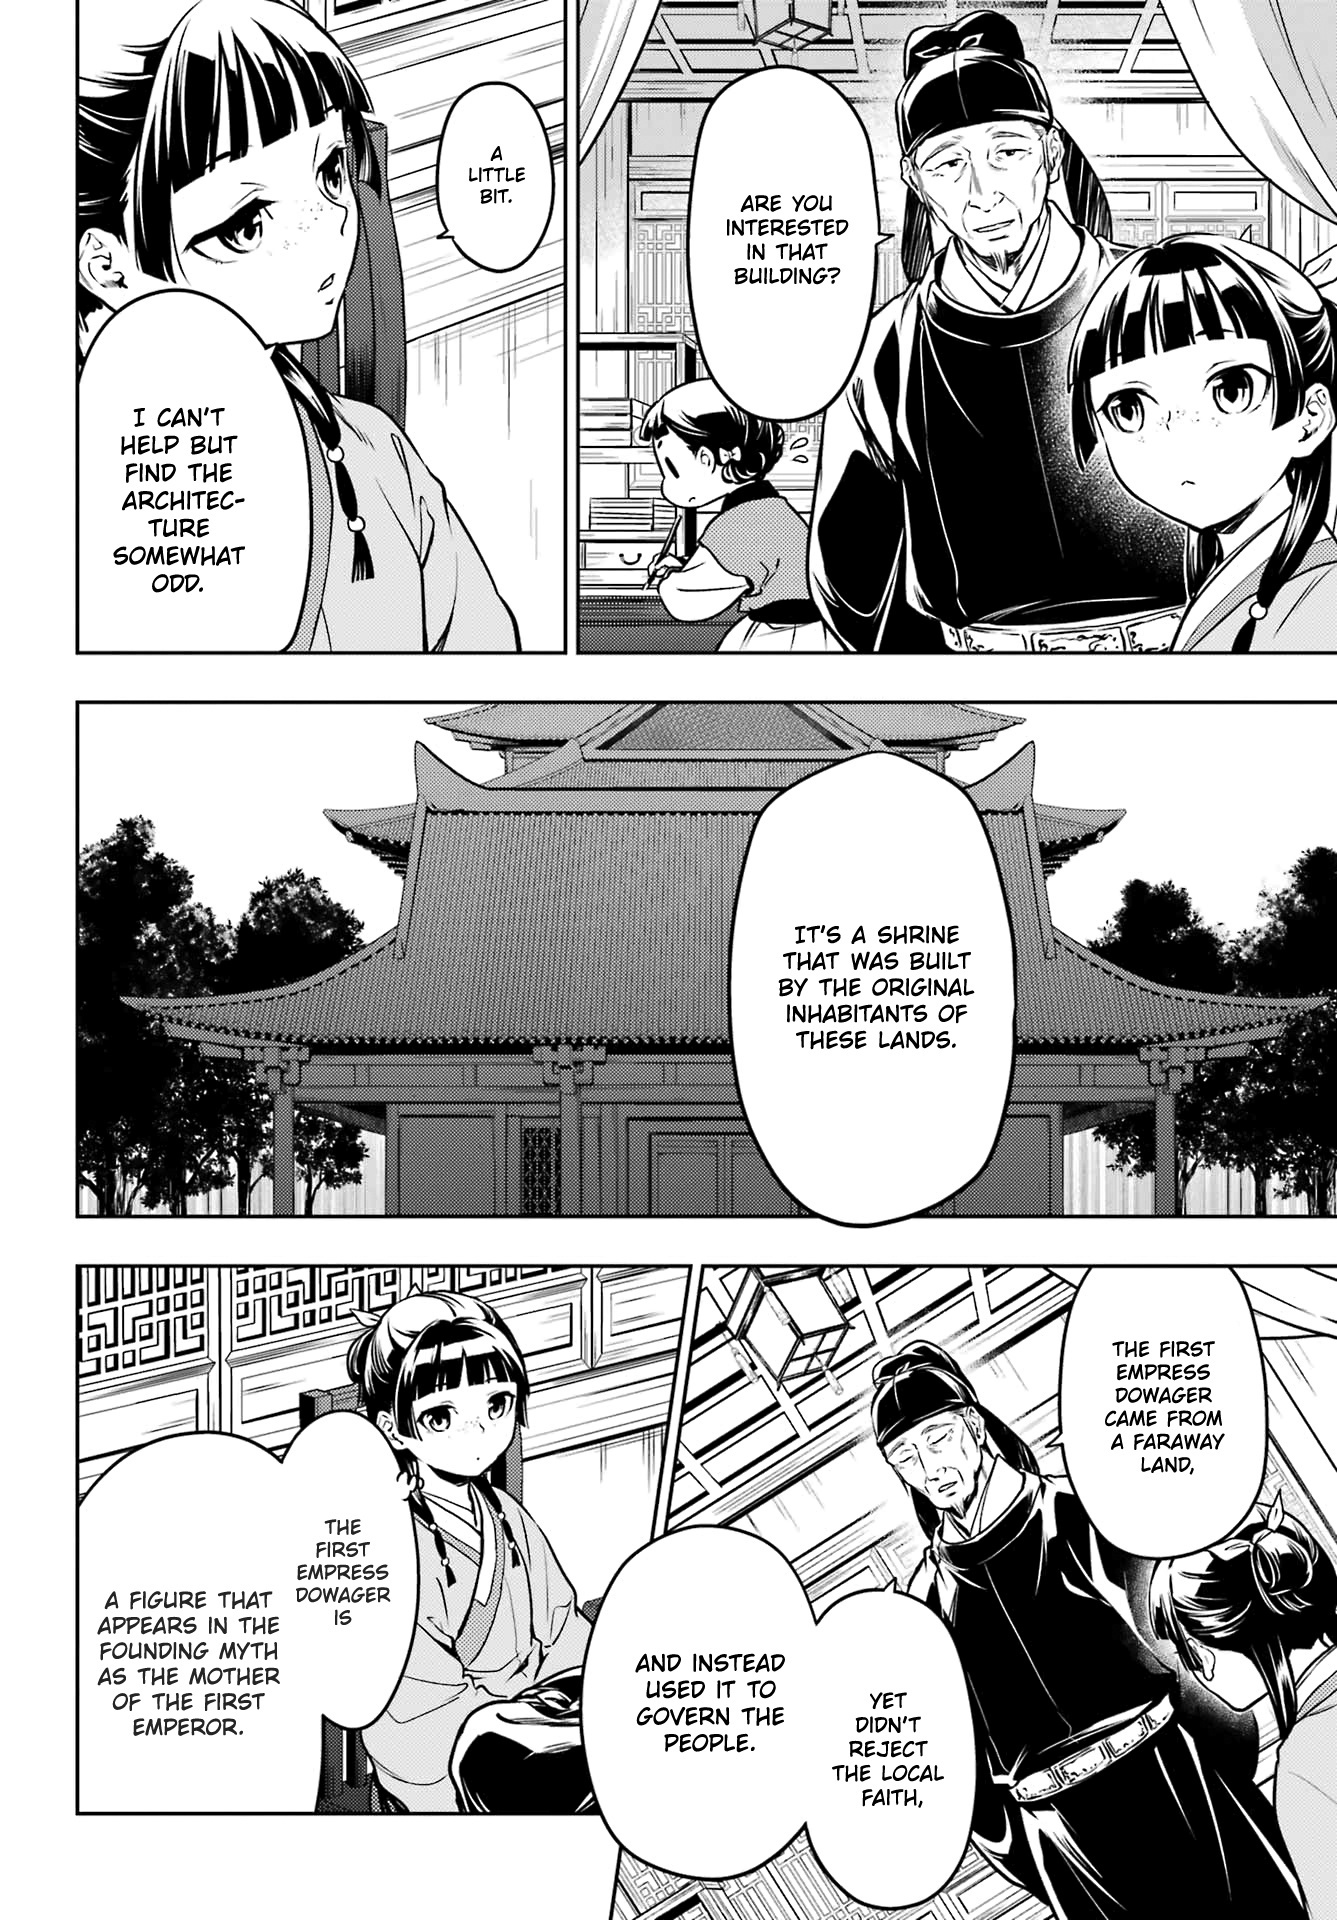 ARE YOU
INTERESTED
IN THAT
BUILDING?
A
LITTLE
BIT.
I CAN'T
HELP BUT
FIND THE
ARCHITEC-
TURE
SOMEWHAT
ODD.
IT'S A SHRINE
THAT WAS BUILT
BY THE ORIGINAL
INHABITANTS OF
THESE LANDS.
THE FIRST
EMPRESS
DOWAGER
CAME FROM
A FARAWAY
LAND,
YET
DIDN'T
REJECT
THE LOCAL
FAITH,
AND INSTEAD
USED IT TO
GOVERN THE
PEOPLE.
THE
FIRST
EMPRESS
DOWAGER
IS
A FIGURE THAT
APPEARS IN THE
FOUNDING MYTH
AS THE MOTHER
OF THE FIRST
EMPEROR.